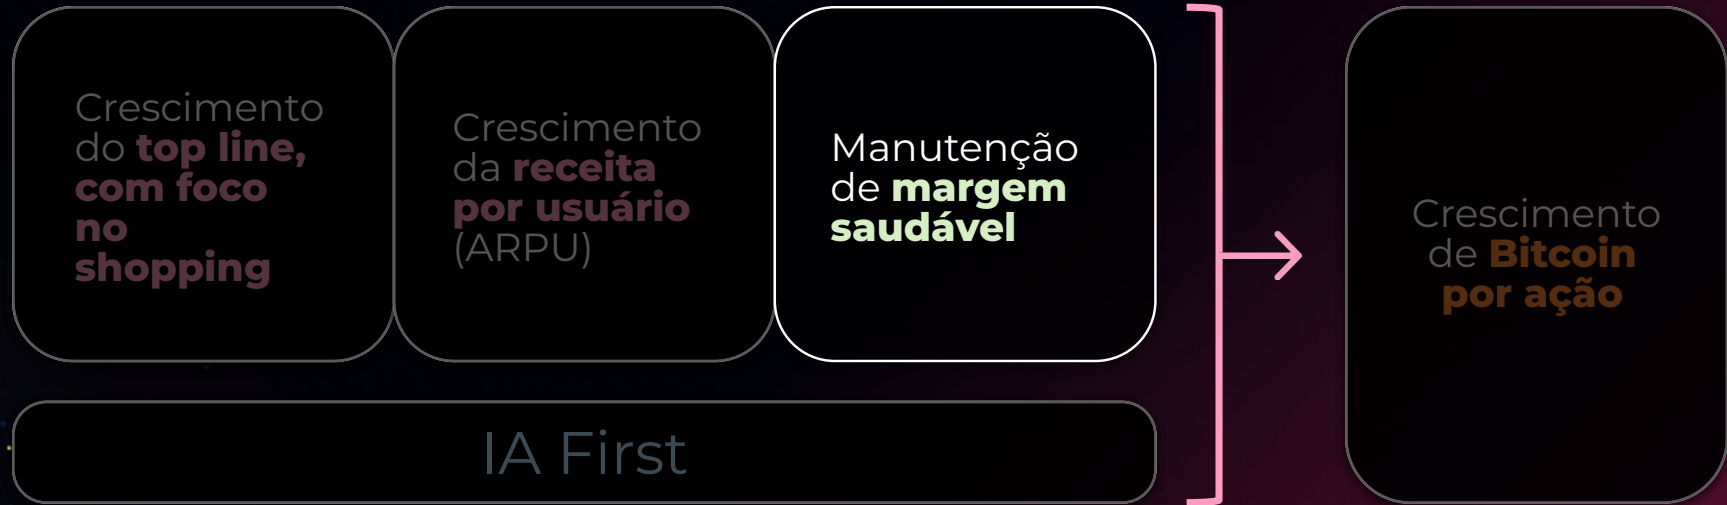 Crescimento
do top line,
com foco
no
shopping
Crescimento
da receita
por usuário
(ARPU)
Manutenção
de margem
saudável
Crescimento
de Bitcoin
por ação
IA First